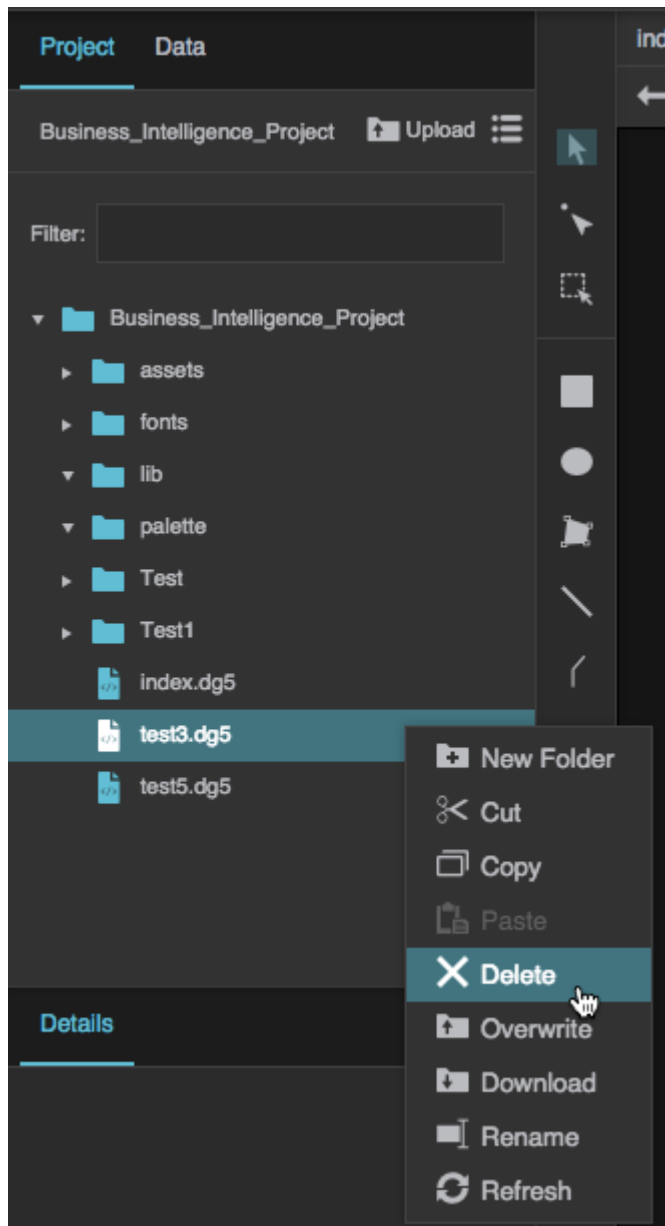 Project Data
ind
Business_Intelligence_Project Upload
Filter:
Business_Intelligence_Project
assets
fonts
lib
palette
Test
Test1
index.dg5
test3.dg5
test5.dg5
New Folder
Cut
Copy
Paste
Delete
Overwrite
Download
Rename
Refresh
Details